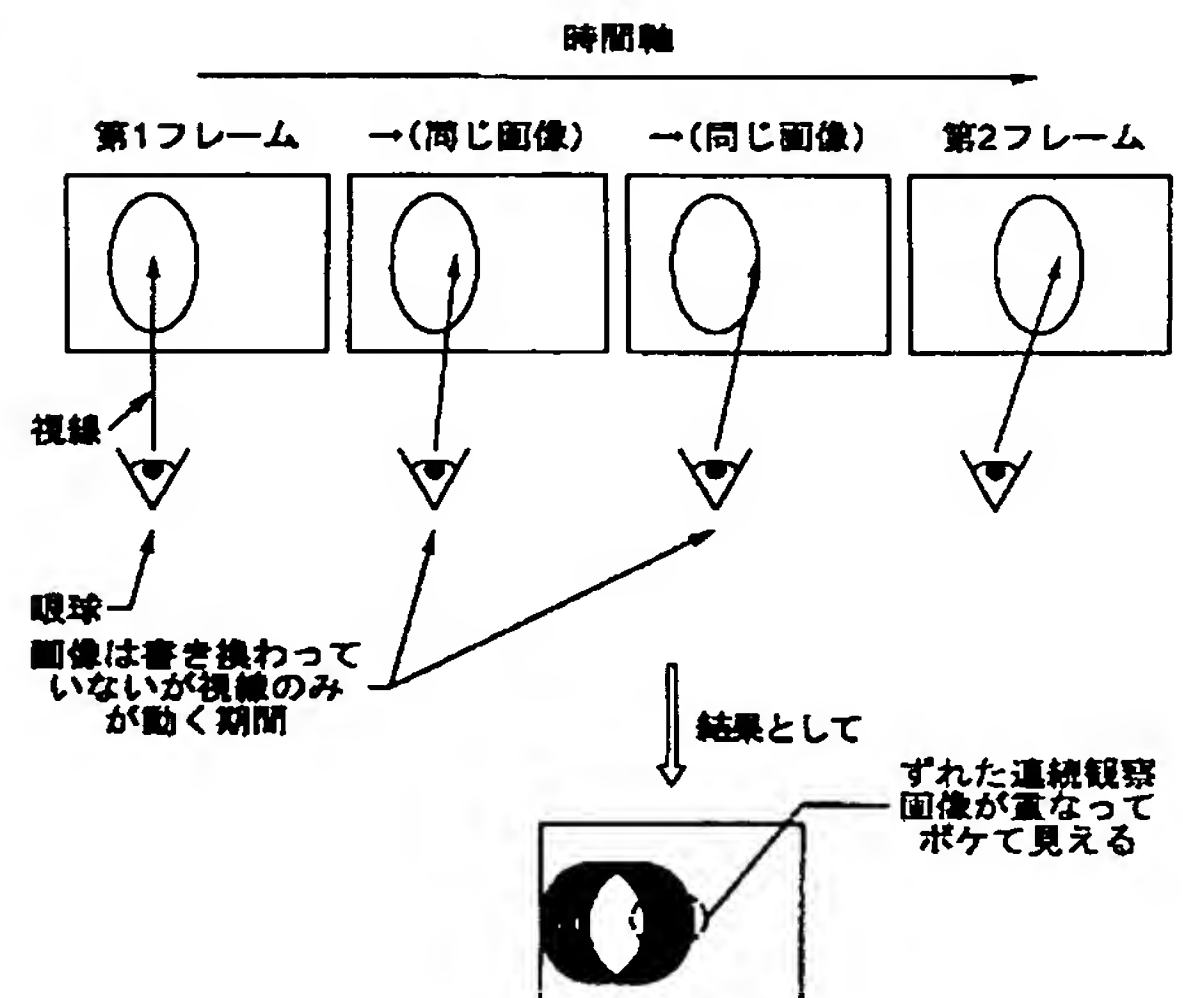 時間軸
第1フレーム
→(同じ画像)
→(同じ画像)
第2フレーム
視線
眼球
画像は書き換わって
いないが視線のみ
が動く期間
結果として
ずれた連続観察
画像が重なって
ボケて見える